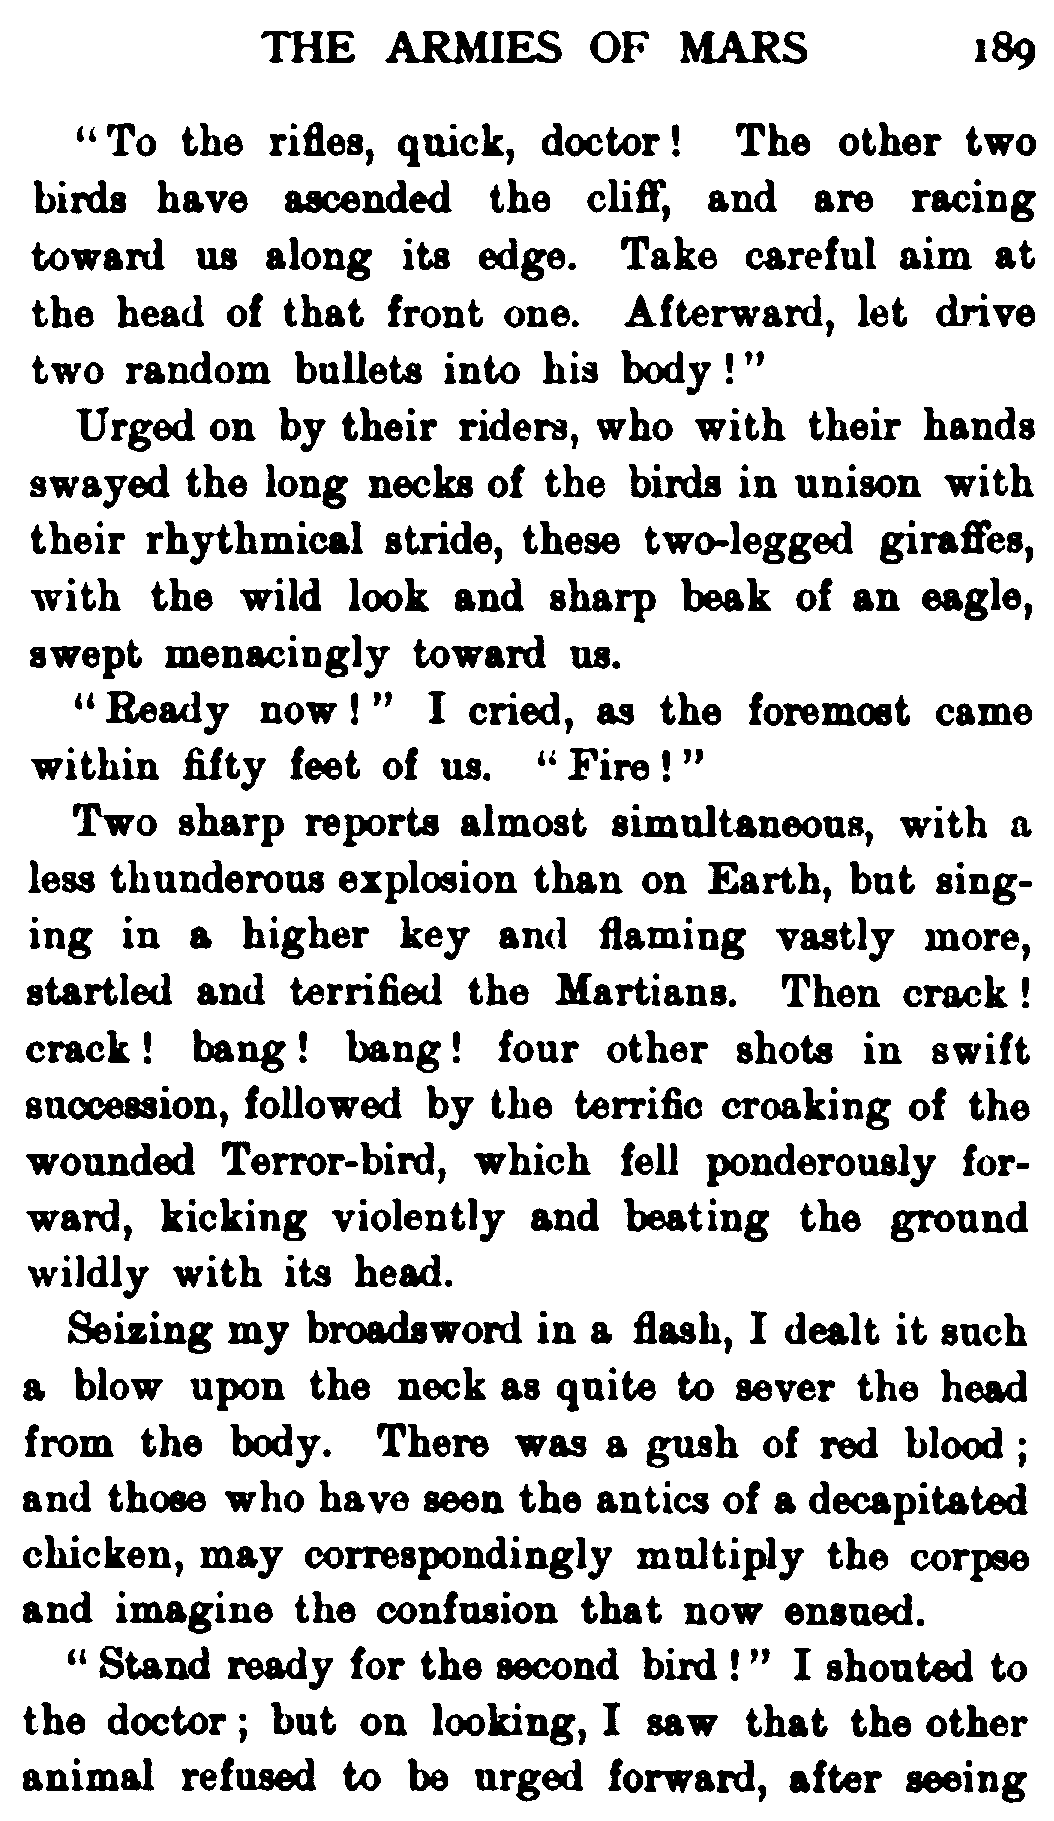 THE ARMIES OF MARS 189
"To the rifles, quick, doctor! The other two
birds have ascended the cliff, and are racing
toward us along its edge. Take careful aim at
the head of that front one. Afterward, let drive
two random bullets into his body!"
Urged on by their riders, who with their hands
swayed the long necks of the birds in unison with
their rhythmical stride, these two-legged giraffes,
with the wild look and sharp beak of an eagle,
swept menacingly toward us.
"Ready now!" I cried, as the foremost came
within fifty feet of us. "Fire!"
Two sharp reports almost simultaneous, with a
less thunderous explosion than on Earth, but sing-
ing in a higher key and flaming vastly more,
startled and terrified the Martians. Then crack!
crack! bang! bang! four other shots in swift
succession, followed by the terrific croaking of the
wounded Terror-bird, which fell ponderously for-
ward, kicking violently and beating the ground
wildly with its head.
Seizing my broadsword in a flash, I dealt it such
a blow upon the neck as quite to sever the head
from the body. There was a gush of red blood;
and those who have seen the antics of a decapitated
chicken, may correspondingly multiply the corpse
and imagine the confusion that now ensued.
"Stand ready for the second bird!" I shouted to
the doctor; but on looking, I saw that the other
animal refused to be urged forward, after seeing